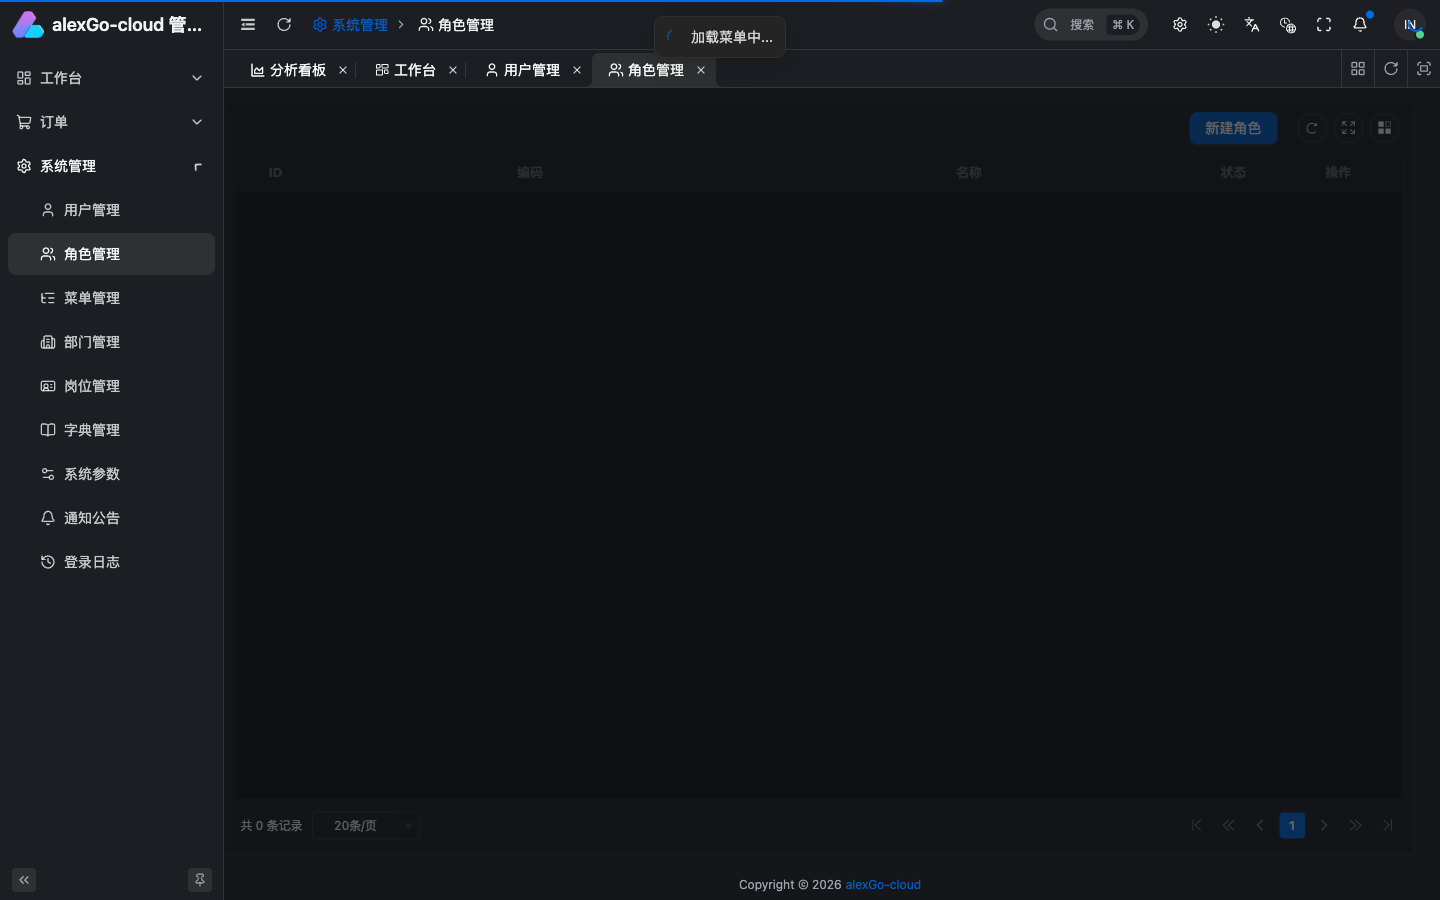 alexGo-cloud 管...
系统管理
角色管理
加载菜单中...
搜索
⌘ K
IN
分析看板
工作台
用户管理
角色管理
工作台
订单
系统管理
用户管理
角色管理
菜单管理
部门管理
岗位管理
字典管理
系统参数
通知公告
登录日志
新建角色
ID 编码 名称 状态 操作
共 0 条记录
20条/页
1
Copyright © 2026 alexGo-cloud